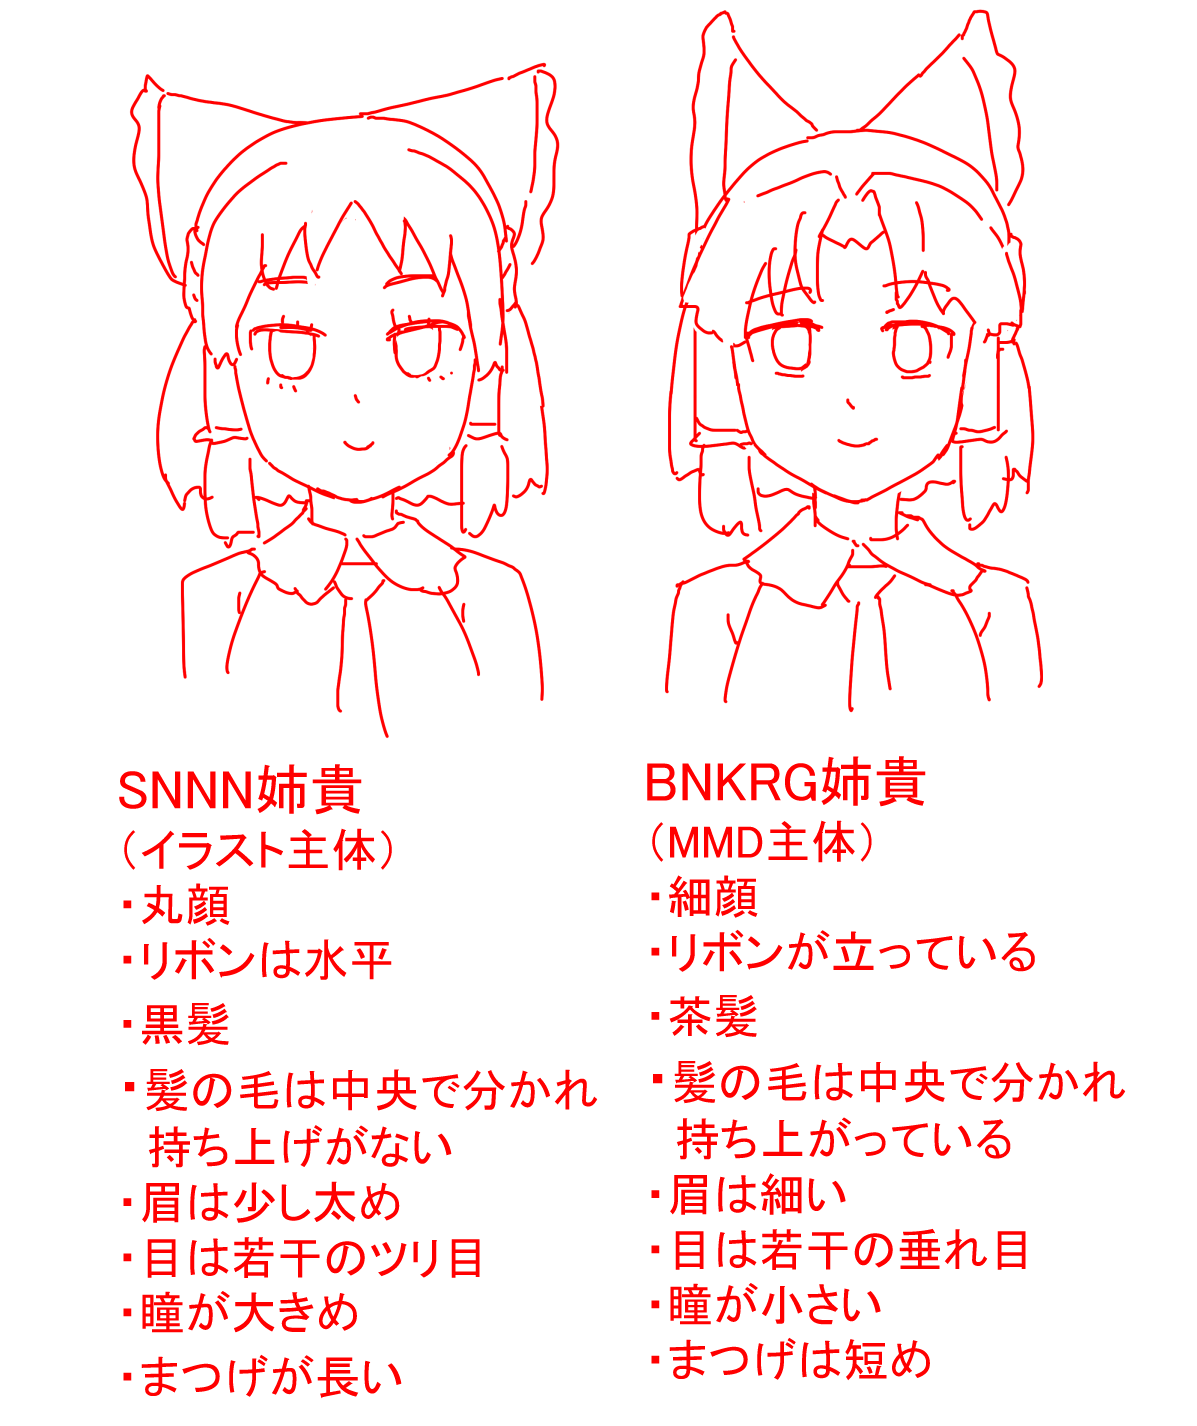 SNNN姉貴
（イラスト主体）
・丸顔
・リボンは水平
・黒髪
・髪の毛は中央で分かれ
持ち上げがない
・眉は少し太め
・目は若干のツリ目
・瞳が大きめ
・まつげが長い
BNKRG姉貴
（MMD主体）
・細顔
・リボンが立っている
・茶髪
・髪の毛は中央で分かれ
持ち上がっている
・眉は細い
・目は若干の垂れ目
・瞳が小さい
・まつげは短め